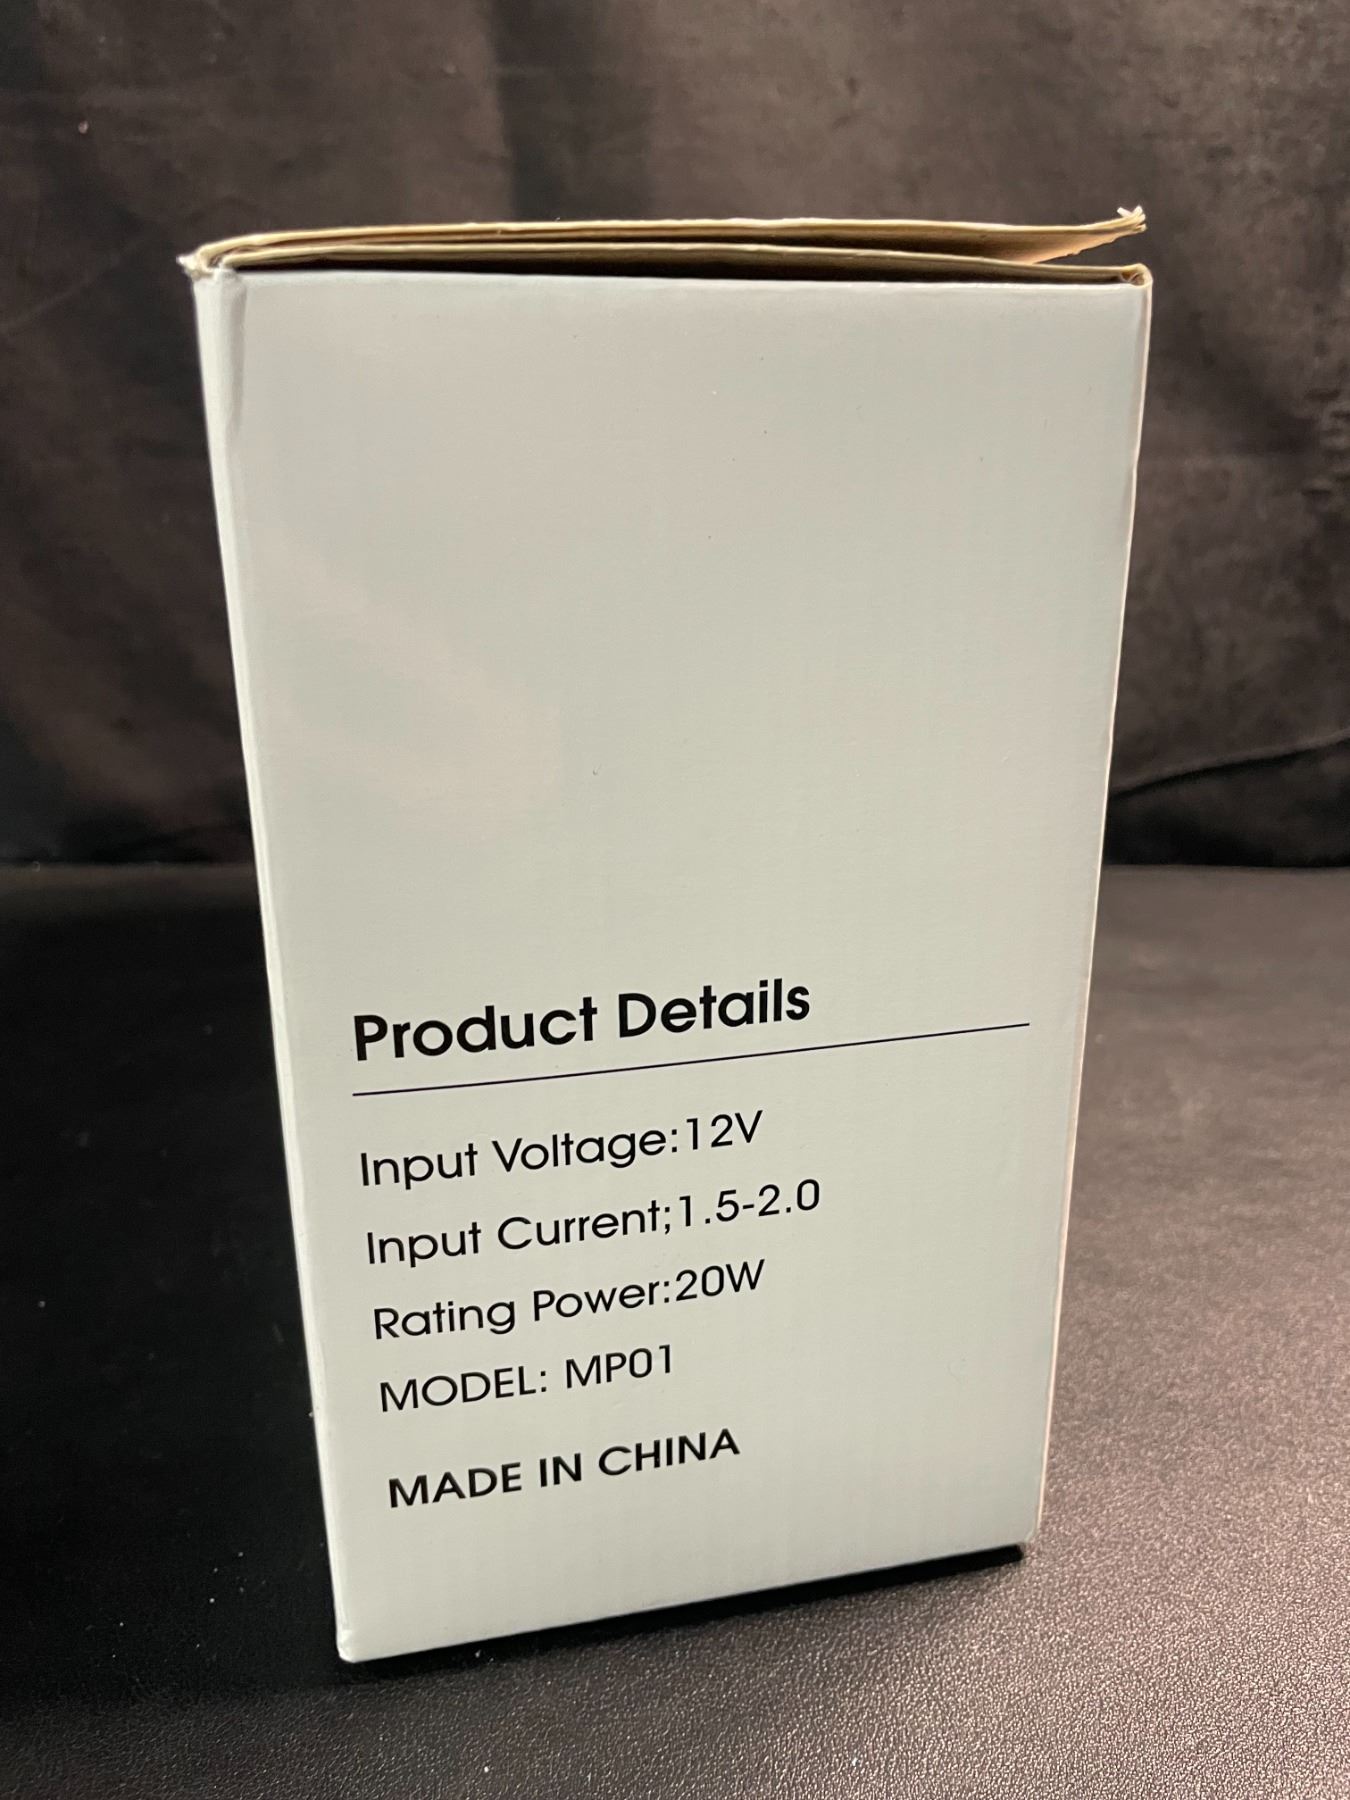 Product Details
Input Voltage:12V
Input Current;1.5-2.0
Rating Power:20W
MODEL: MP01
MADE IN CHINA